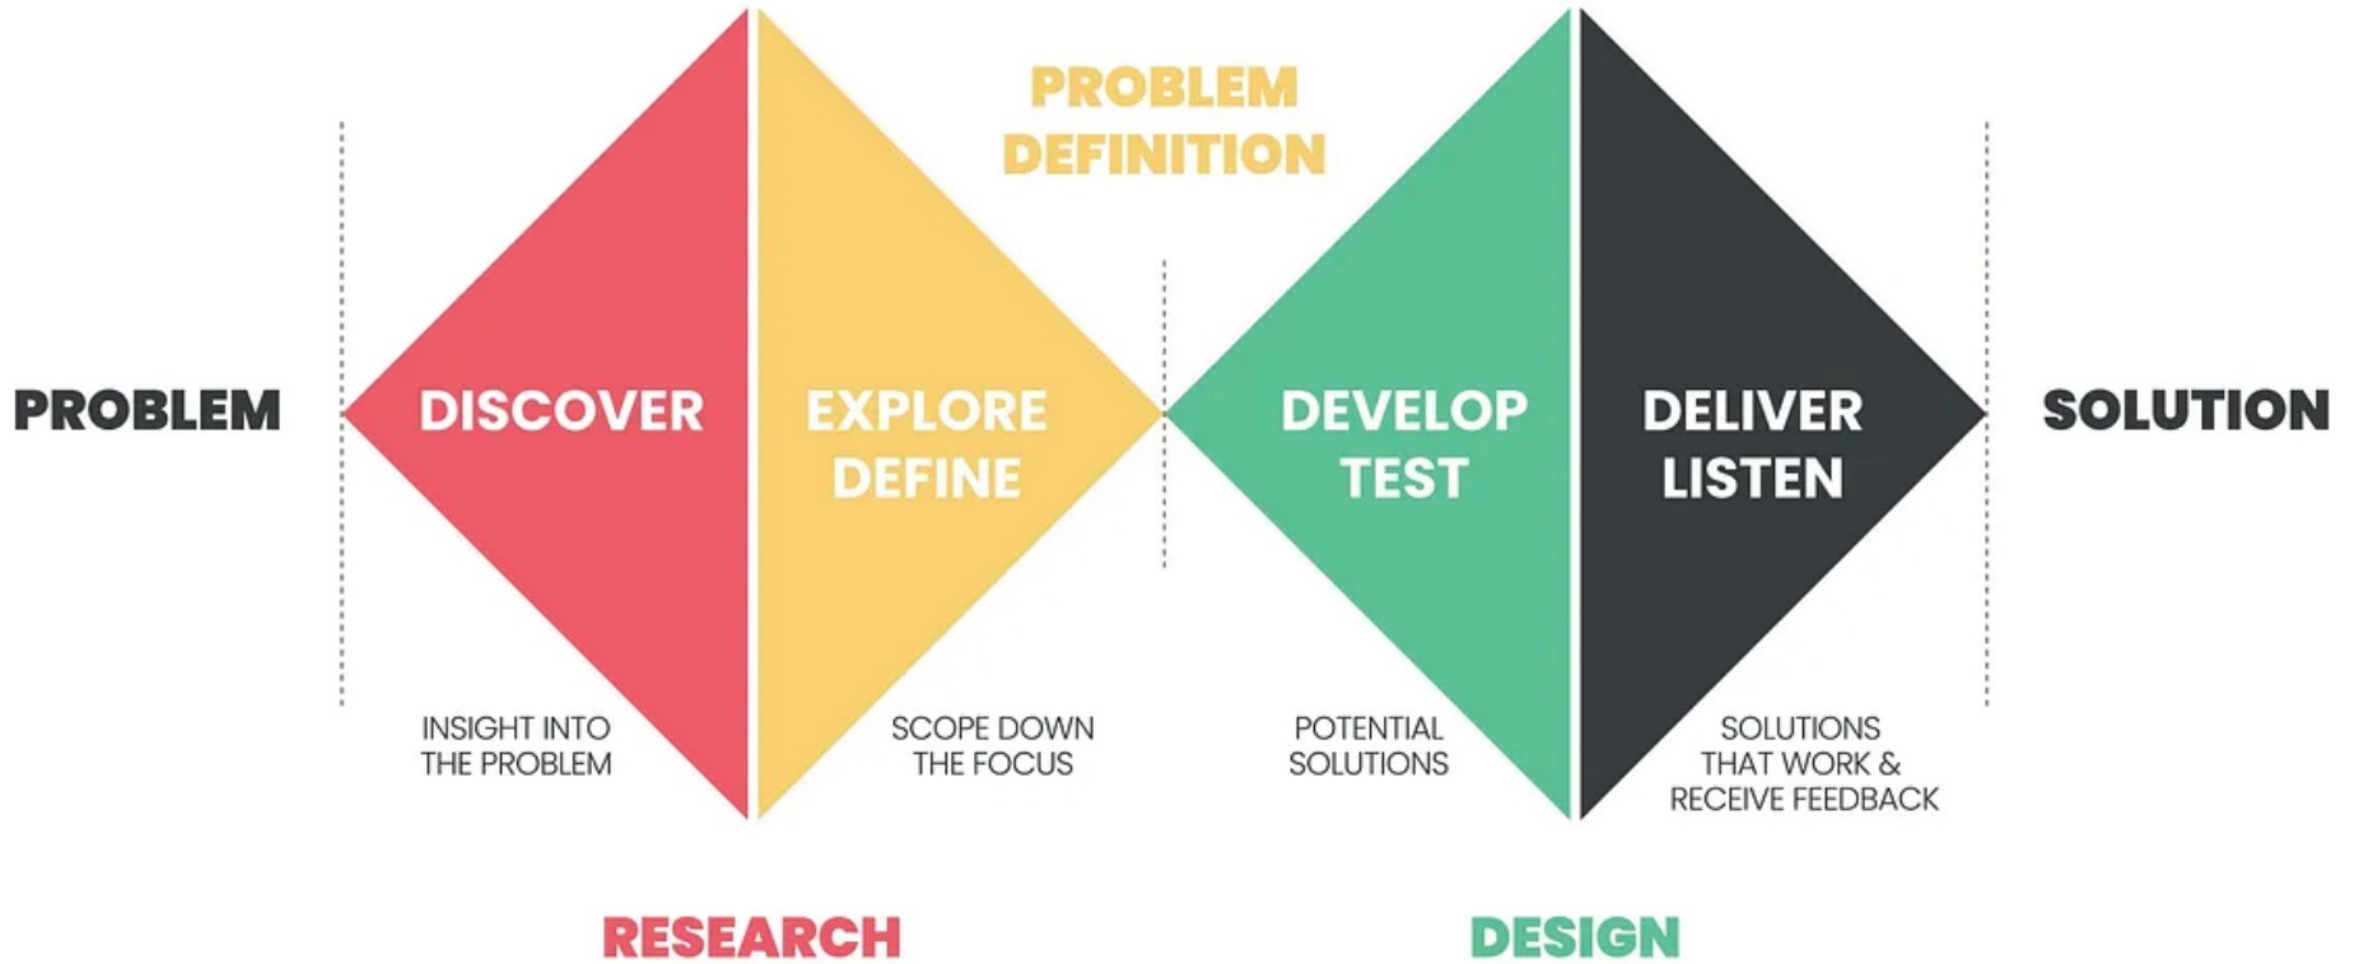 PROBLEM
DEFINITION
PROBLEM
DISCOVER
EXPLORE
DEFINE
DEVELOP
TEST
DELIVER
LISTEN
SOLUTION
INSIGHT INTO
THE PROBLEM
SCOPE DOWN
THE FOCUS
POTENTIAL
SOLUTIONS
SOLUTIONS
THAT WORK &
RECEIVE FEEDBACK
RESEARCH
DESIGN